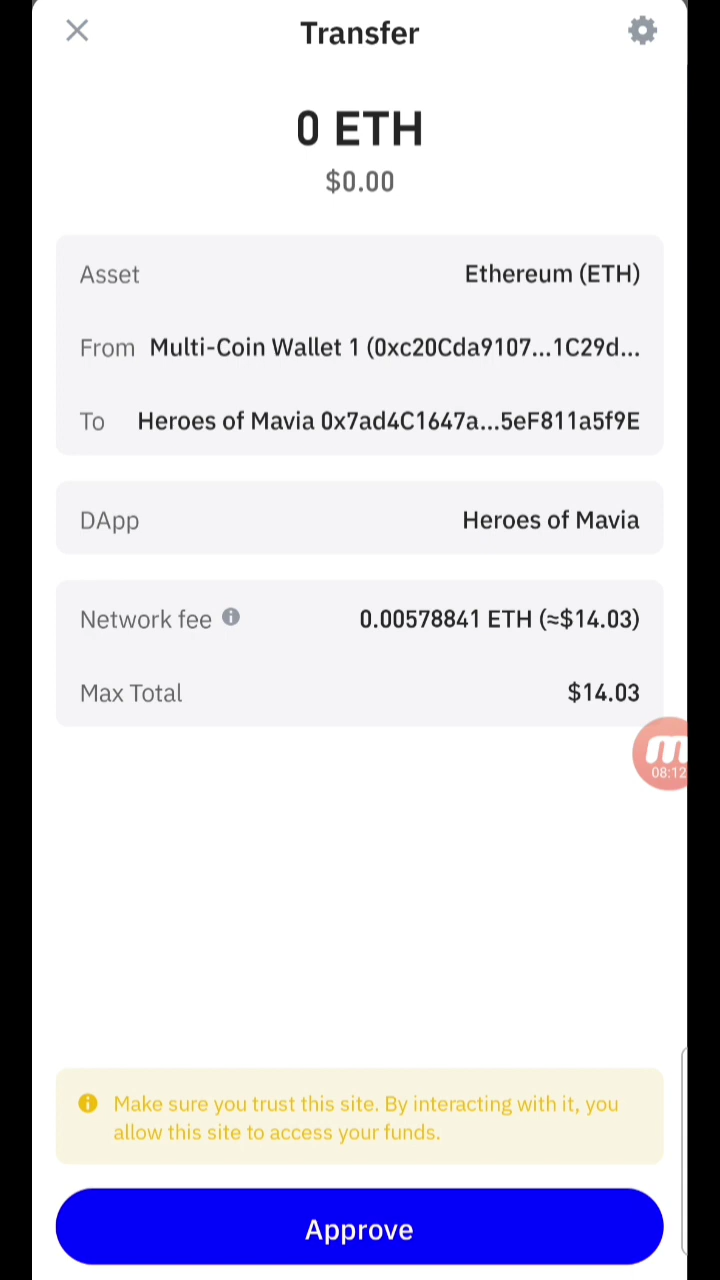 Transfer
0 ETH
$0.00
Asset Ethereum (ETH)
From Multi-Coin Wallet 1 (0xc20Cda9107...1C29d...
To Heroes of Mavia 0x7ad4C1647a...5eF811a5f9E
DApp Heroes of Mavia
Network fee 0.00578841 ETH (≈$14.03)
Max Total $14.03
08:12
Make sure you trust this site. By interacting with it, you
allow this site to access your funds.
Approve